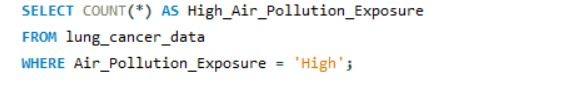 SELECT COUNT(*) AS High_Air_Pollution_Exposure
FROM lung_cancer_data
WHERE Air_Pollution_Exposure = 'High';